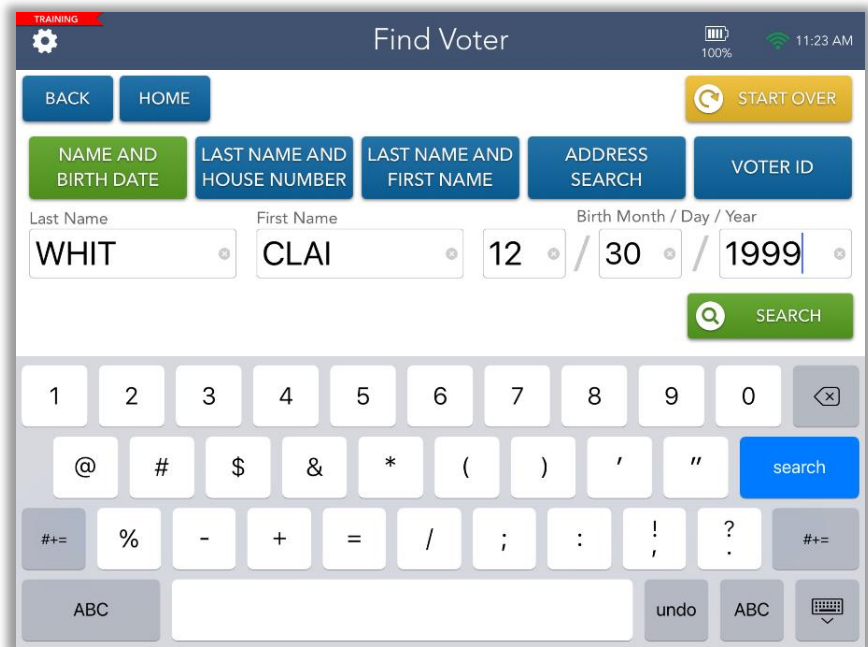 TRAINING
Find Voter
100%
11:23 AM
BACK HOME START OVER
NAME AND BIRTH DATE
LAST NAME AND HOUSE NUMBER
LAST NAME AND FIRST NAME
ADDRESS SEARCH
VOTER ID
Last Name First Name Birth Month / Day / Year
WHIT CLAI 12 / 30 / 1999
SEARCH
1 2 3 4 5 6 7 8 9 0
@ # $ & * ( ) ' " search
#+= % - + = / ; : ! , ? . #+=
ABC undo ABC